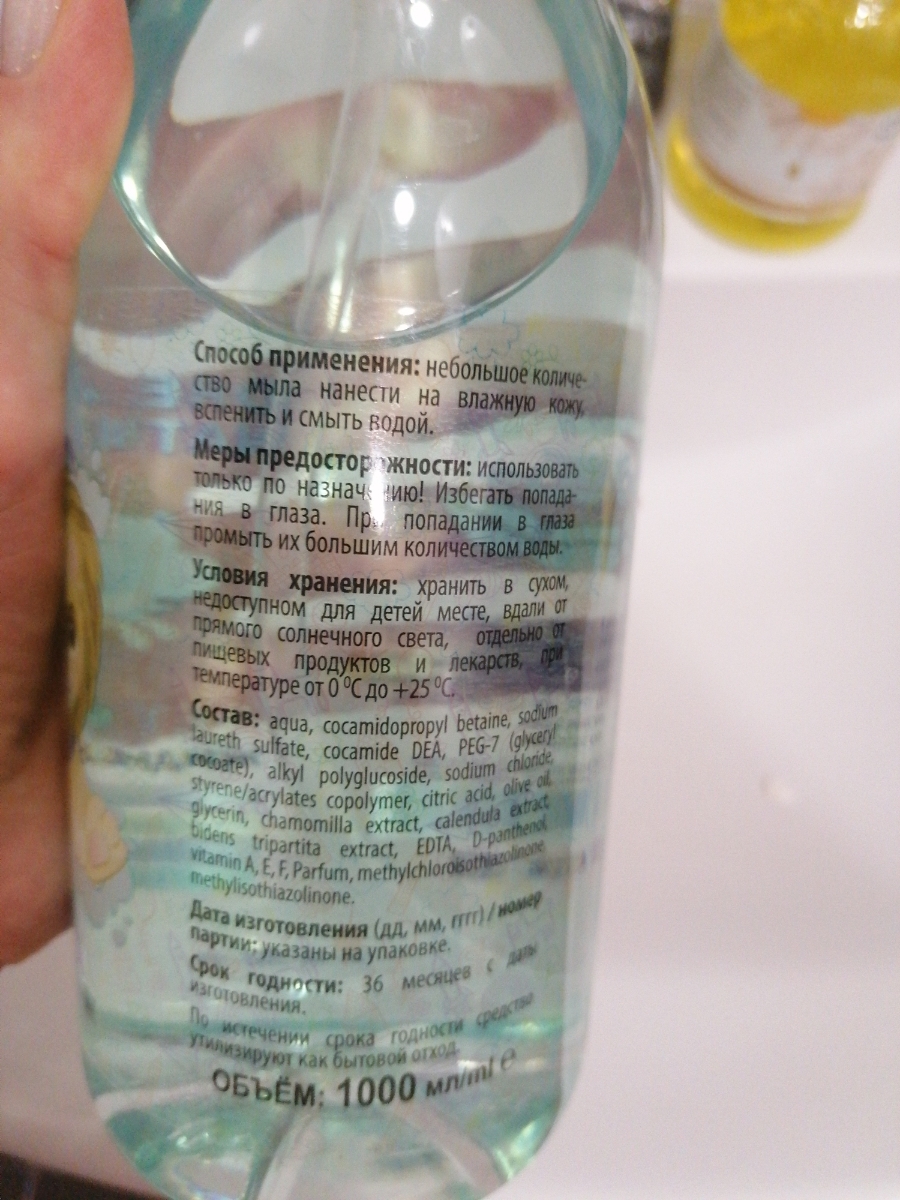 Способ применения: небольшое количе-
ство мыла нанести на влажную кожу,
вспенить и смыть водой.
Меры предосторожности: использовать
только по назначению! Избегать попада-
ния в глаза. При попадании в глаза
промыть их большим количеством воды.
Условия хранения: хранить в сухом,
недоступном для детей месте, вдали от
прямого солнечного света, отдельно от
пищевых продуктов и лекарств, при
температуре от 0 °C до +25 °C.
Состав: aqua, cocamidopropyl betaine, sodium
laureth sulfate, cocamide DEA, PEG-7 (glyceryl
cocoate), alkyl polyglucoside, sodium chloride,
styrene/acrylates copolymer, citric acid, olive oil,
glycerin, chamomilla extract, calendula extract,
bidens tripartita extract, EDTA, D-panthenol,
vitamin A, E, F, Parfum, methylchloroisothiazolinone,
methylisothiazolinone.
Дата изготовления (дд, мм, гггг) / номер
партии: указаны на упаковке.
Срок годности: 36 месяцев с даты
изготовления.
По истечении срока годности средство
утилизируют как бытовой отход.
ОБЪЁМ: 1000 мл/ml ℮